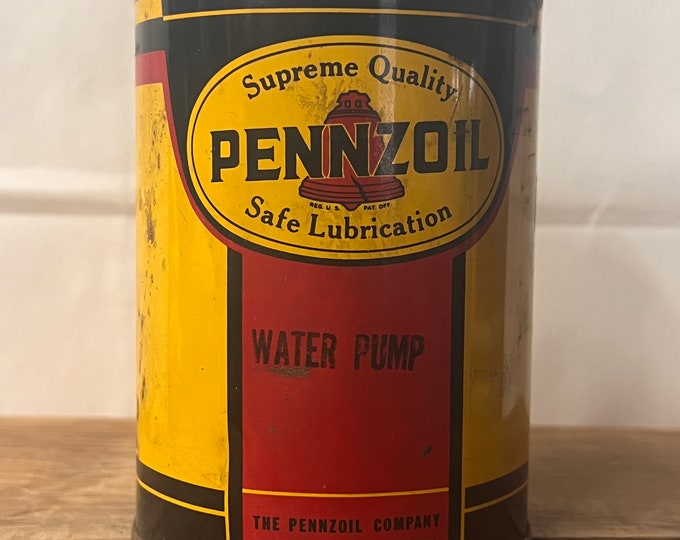 Supreme Quality
PENNZOIL
REG. U. S. PAT. OFF.
Safe Lubrication
WATER PUMP
THE PENNZOIL COMPANY